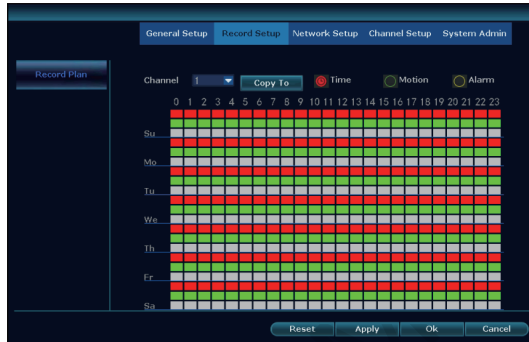 General Setup Record Setup Network Setup Channel Setup System Admin
Record Plan
Channel 1 Copy To Time Motion Alarm
0 1 2 3 4 5 6 7 8 9 10 11 12 13 14 15 16 17 18 19 20 21 22 23
Su
Mo
Tu
We
Th
Fr
Sa
Reset Apply Ok Cancel